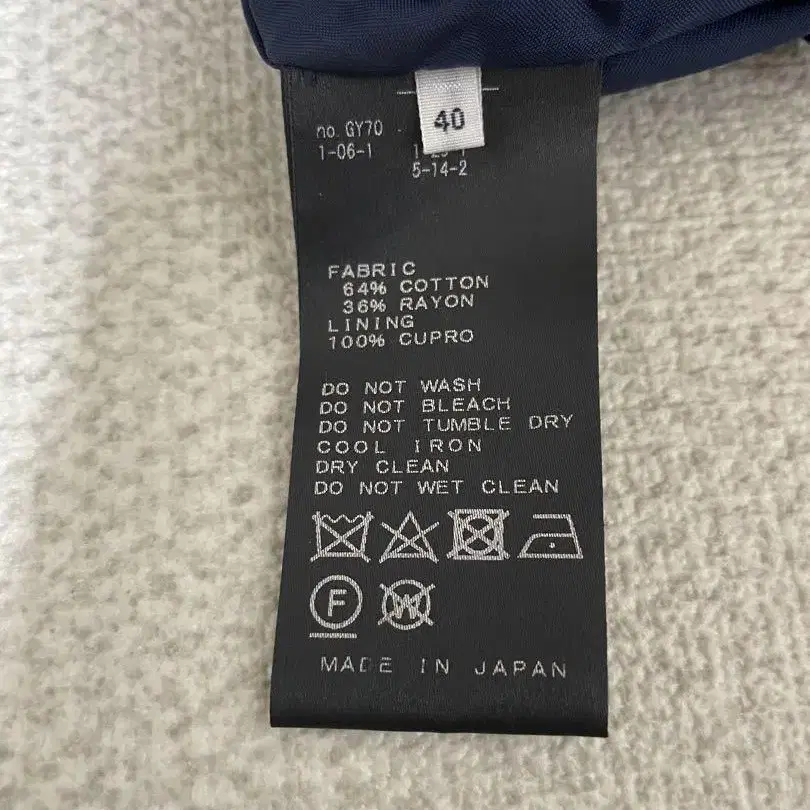 40
no. GY70
1-06-1
5-14-2
FABRIC
64% COTTON
36% RAYON
LINING
100% CUPRO
DO NOT WASH
DO NOT BLEACH
DO NOT TUMBLE DRY
COOL IRON
DRY CLEAN
DO NOT WET CLEAN
F
W
MADE IN JAPAN